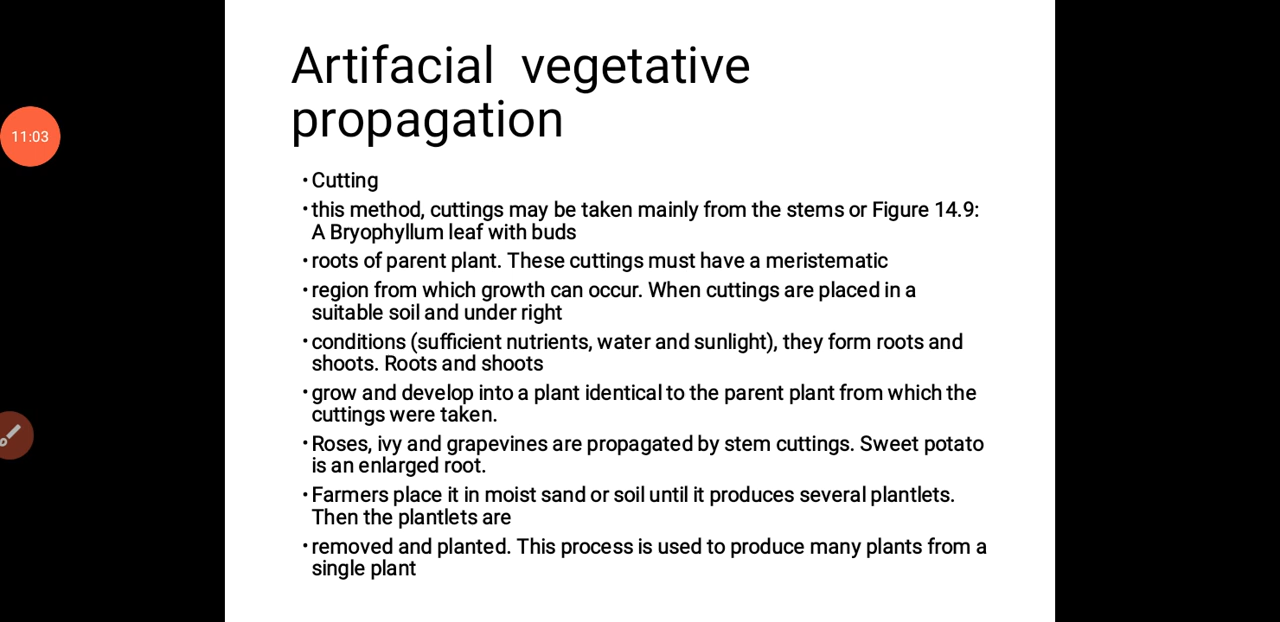 Artifacial vegetative
propagation
11:03
• Cutting
• this method, cuttings may be taken mainly from the stems or Figure 14.9:
A Bryophyllum leaf with buds
• roots of parent plant. These cuttings must have a meristematic
• region from which growth can occur. When cuttings are placed in a
suitable soil and under right
• conditions (sufficient nutrients, water and sunlight), they form roots and
shoots. Roots and shoots
• grow and develop into a plant identical to the parent plant from which the
cuttings were taken.
• Roses, ivy and grapevines are propagated by stem cuttings. Sweet potato
is an enlarged root.
• Farmers place it in moist sand or soil until it produces several plantlets.
Then the plantlets are
• removed and planted. This process is used to produce many plants from a
single plant